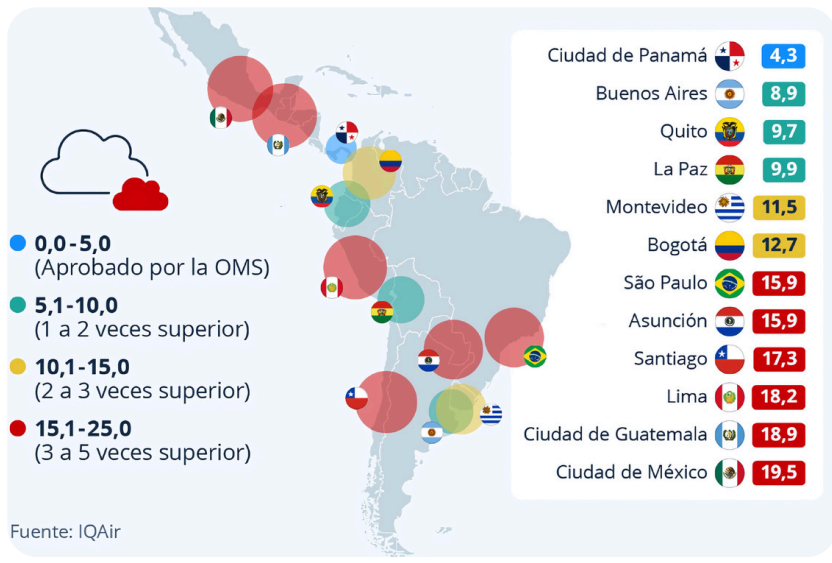 Ciudad de Panamá 4,3
Buenos Aires 8,9
Quito 9,7
La Paz 9,9
Montevideo 11,5
Bogotá 12,7
São Paulo 15,9
Asunción 15,9
Santiago 17,3
Lima 18,2
Ciudad de Guatemala 18,9
Ciudad de México 19,5
0,0-5,0
(Aprobado por la OMS)
5,1-10,0
(1 a 2 veces superior)
10,1-15,0
(2 a 3 veces superior)
15,1-25,0
(3 a 5 veces superior)
Fuente: IQAir